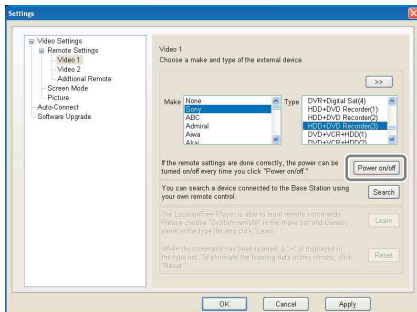 Settings
Video Settings
Remote Settings
Video 1
Video 2
Additional Remote
Screen Mode
Picture
Auto-Connect
Software Upgrade
Video 1
Choose a make and type of the external device.
>>
Make
None
Sony
ABC
Admiral
Aiwa
Akai
Type
DVR+Digital Sat(4)
HDD+DVD Recorder(1)
HDD+DVD Recorder(2)
HDD+DVD Recorder(3)
DVD+VCR+HDD(1)
DVD+VCR+HDD(2)
If the remote settings are done correctly, the power can be
turned on/off every time you click "Power on/off."
Power on/off
You can search a device connected to the Base Station using
your own remote control.
Search
The LocationFree Player is able to learn remote commands.
Please choose "Custom remote" in the make list and Generic
panel in the type list and click "Learn."
Learn
When the command has been learned, a "*" is displayed in
the type list. To eliminate the learning data of this remote, click
"Reset."
Reset
OK
Cancel
Apply